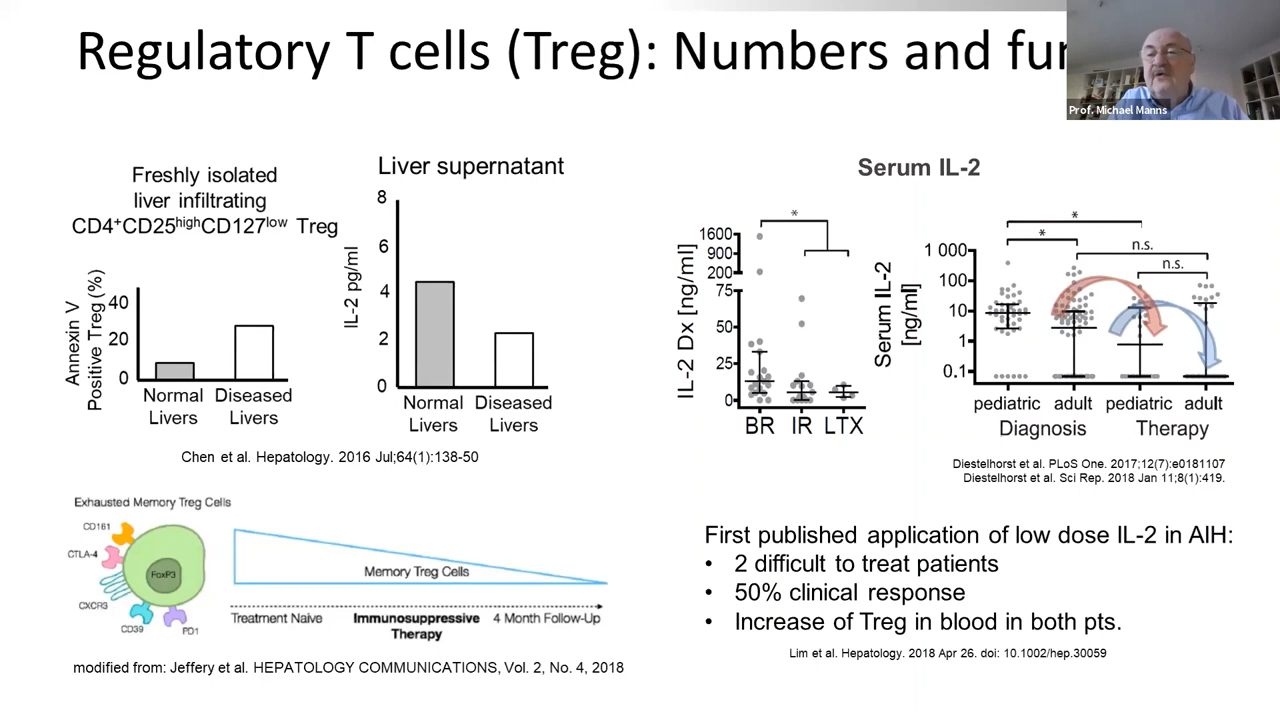 Regulatory T cells (Treg): Numbers and fu
Prof. Michael Manns
Freshly isolated
liver infiltrating
CD4⁺CD25ʰⁱᵍʰCD127ˡᵒʷ Treg
Annexin V
Positive Treg (%)
40
20
0
Normal
Livers
Diseased
Livers
Liver supernatant
IL-2 pg/ml
8
6
4
2
0
Normal
Livers
Diseased
Livers
Chen et al. Hepatology. 2016 Jul;64(1):138-50
Serum IL-2
IL-2 Dx [ng/ml]
1600
900
200
75
50
25
0
*
BR IR LTX
Serum IL-2
[ng/ml]
1 000
100
10
1
0.1
*
*
n.s.
n.s.
pediatric adult pediatric adult
Diagnosis Therapy
Diestelhorst et al. PLoS One. 2017;12(7):e0181107
Diestelhorst et al. Sci Rep. 2018 Jan 11;8(1):419.
Exhausted Memory Treg Cells
CD161
CTLA-4
FoxP3
CXCR3
CD39
PD1
Memory Treg Cells
Treatment Naive
Immunosuppressive
Therapy
4 Month Follow-Up
modified from: Jeffery et al. HEPATOLOGY COMMUNICATIONS, Vol. 2, No. 4, 2018
First published application of low dose IL-2 in AIH:
• 2 difficult to treat patients
• 50% clinical response
• Increase of Treg in blood in both pts.
Lim et al. Hepatology. 2018 Apr 26. doi: 10.1002/hep.30059